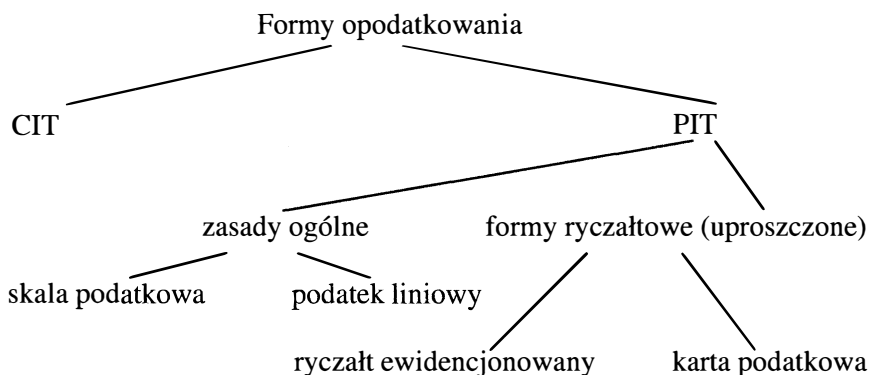 Formy opodatkowania
CIT
PIT
zasady ogólne
formy ryczałtowe (uproszczone)
skala podatkowa
podatek liniowy
ryczałt ewidencjonowany
karta podatkowa